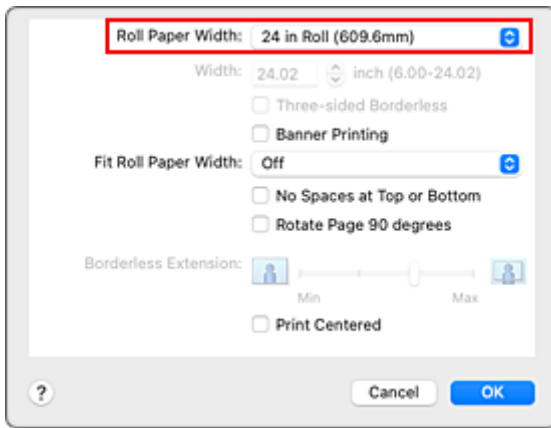 Roll Paper Width: 24 in Roll (609.6mm)
Width: 24.02 inch (6.00-24.02)
Three-sided Borderless
Banner Printing
Fit Roll Paper Width: Off
No Spaces at Top or Bottom
Rotate Page 90 degrees
Borderless Extension:
Min Max
Print Centered
? Cancel OK